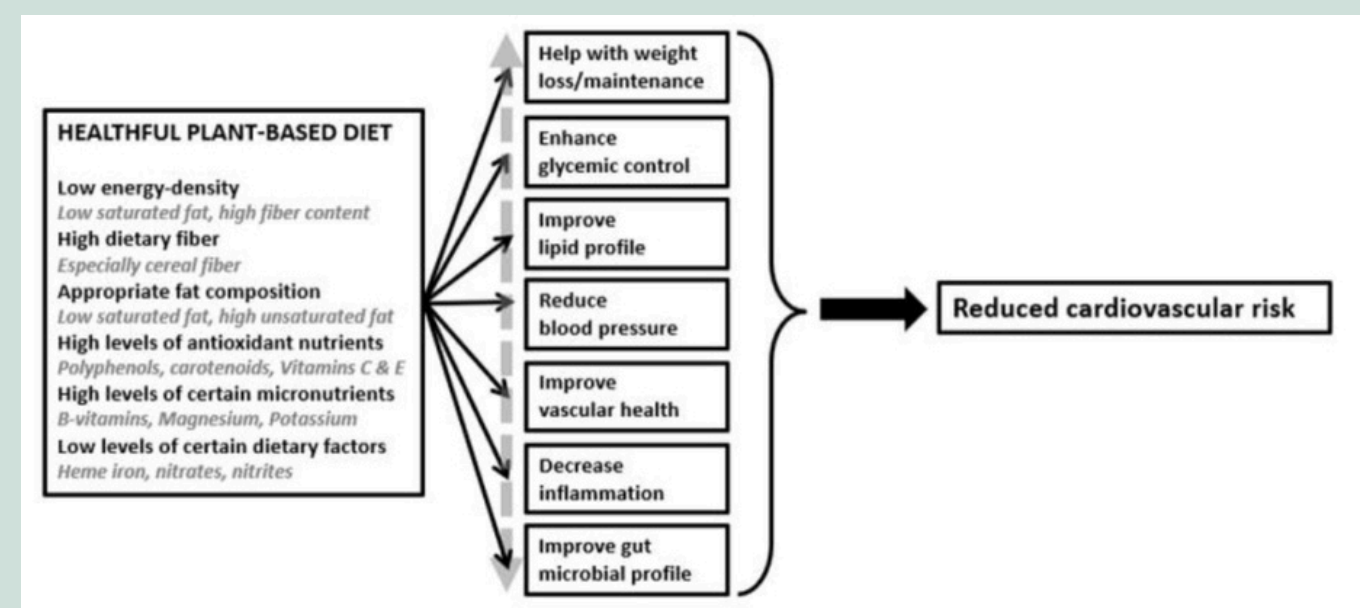 HEALTHFUL PLANT-BASED DIET
Low energy-density
Low saturated fat, high fiber content
High dietary fiber
Especially cereal fiber
Appropriate fat composition
Low saturated fat, high unsaturated fat
High levels of antioxidant nutrients
Polyphenols, carotenoids, Vitamins C & E
High levels of certain micronutrients
B-vitamins, Magnesium, Potassium
Low levels of certain dietary factors
Heme iron, nitrates, nitrites
Help with weight
loss/maintenance
Enhance
glycemic control
Improve
lipid profile
Reduce
blood pressure
Improve
vascular health
Decrease
inflammation
Improve gut
microbial profile
Reduced cardiovascular risk